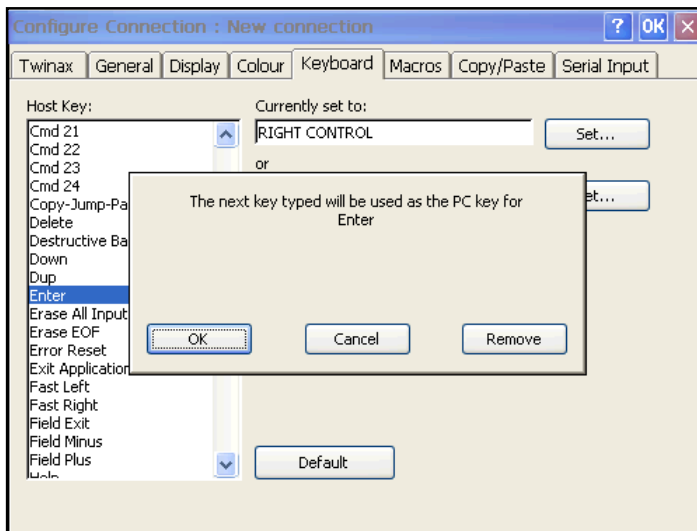 Configure Connection : New connection
? OK ×
Twinax General Display Colour Keyboard Macros Copy/Paste Serial Input
Host Key:
Currently set to:
Cmd 21
Cmd 22
Cmd 23
Cmd 24
Copy-Jump-Pa
Delete
Destructive Ba
Down
Dup
Enter
Erase All Input
Erase EOF
Error Reset
Exit Application
Fast Left
Fast Right
Field Exit
Field Minus
Field Plus
Help
RIGHT CONTROL
Set...
or
et...
The next key typed will be used as the PC key for
Enter
OK
Cancel
Remove
Default